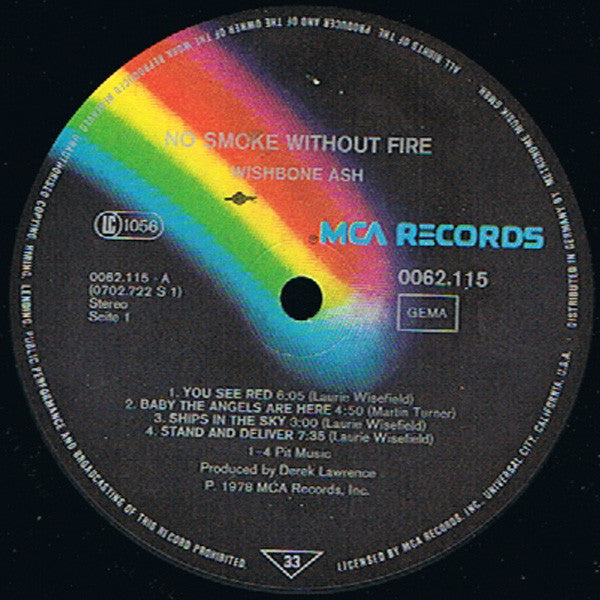 NO SMOKE WITHOUT FIRE
WISHBONE ASH
LC 1056
®MCA RECORDS
0062.115 - A
(0702.722 S 1)
Stereo
Seite 1
0062.115
GEMA
1. YOU SEE RED 6:05 (Laurie Wisefield)
2. BABY THE ANGELS ARE HERE 4:50 (Martin Turner)
3. SHIPS IN THE SKY 3:00 (Laurie Wisefield)
4. STAND AND DELIVER 7:35 (Laurie Wisefield)
1-4 Pit Music
Produced by Derek Lawrence
P. 1978 MCA Records, Inc.
33
ALL RIGHTS OF THE PRODUCER AND OF THE OWNER OF THE WORK REPRODUCED RESERVED. UNAUTHORISED COPYING, HIRING, LENDING, PUBLIC PERFORMANCE AND BROADCASTING OF THIS RECORD PROHIBITED.
LICENSED BY MCA RECORDS, INC. UNIVERSAL CITY, CALIFORNIA, U.S.A. · DISTRIBUTED IN GERMANY BY METRONOME MUSIK GMBH.